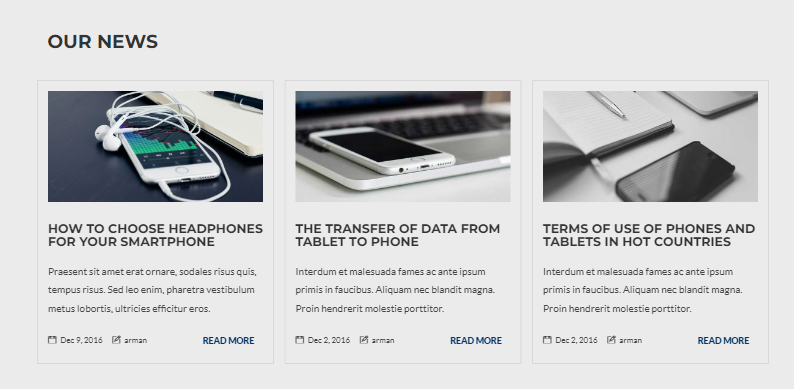 OUR NEWS
HOW TO CHOOSE HEADPHONES
FOR YOUR SMARTPHONE
Praesent sit amet erat ornare, sodales risus quis,
tempus risus. Sed leo enim, pharetra vestibulum
metus lobortis, ultricies efficitur eros.
Dec 9, 2016 arman READ MORE
THE TRANSFER OF DATA FROM
TABLET TO PHONE
Interdum et malesuada fames ac ante ipsum
primis in faucibus. Aliquam nec blandit magna.
Proin hendrerit molestie porttitor.
Dec 2, 2016 arman READ MORE
TERMS OF USE OF PHONES AND
TABLETS IN HOT COUNTRIES
Interdum et malesuada fames ac ante ipsum
primis in faucibus. Aliquam nec blandit magna.
Proin hendrerit molestie porttitor.
Dec 2, 2016 arman READ MORE